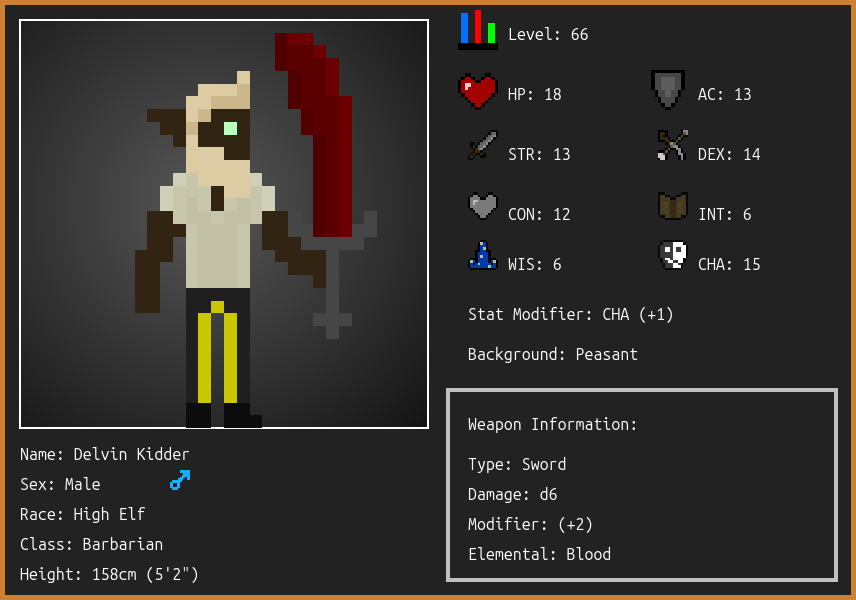 Level: 66
HP: 18
AC: 13
STR: 13
DEX: 14
CON: 12
INT: 6
WIS: 6
CHA: 15
Stat Modifier: CHA (+1)
Background: Peasant
Weapon Information:
Type: Sword
Damage: d6
Modifier: (+2)
Elemental: Blood
Name: Delvin Kidder
Sex: Male
Race: High Elf
Class: Barbarian
Height: 158cm (5'2")